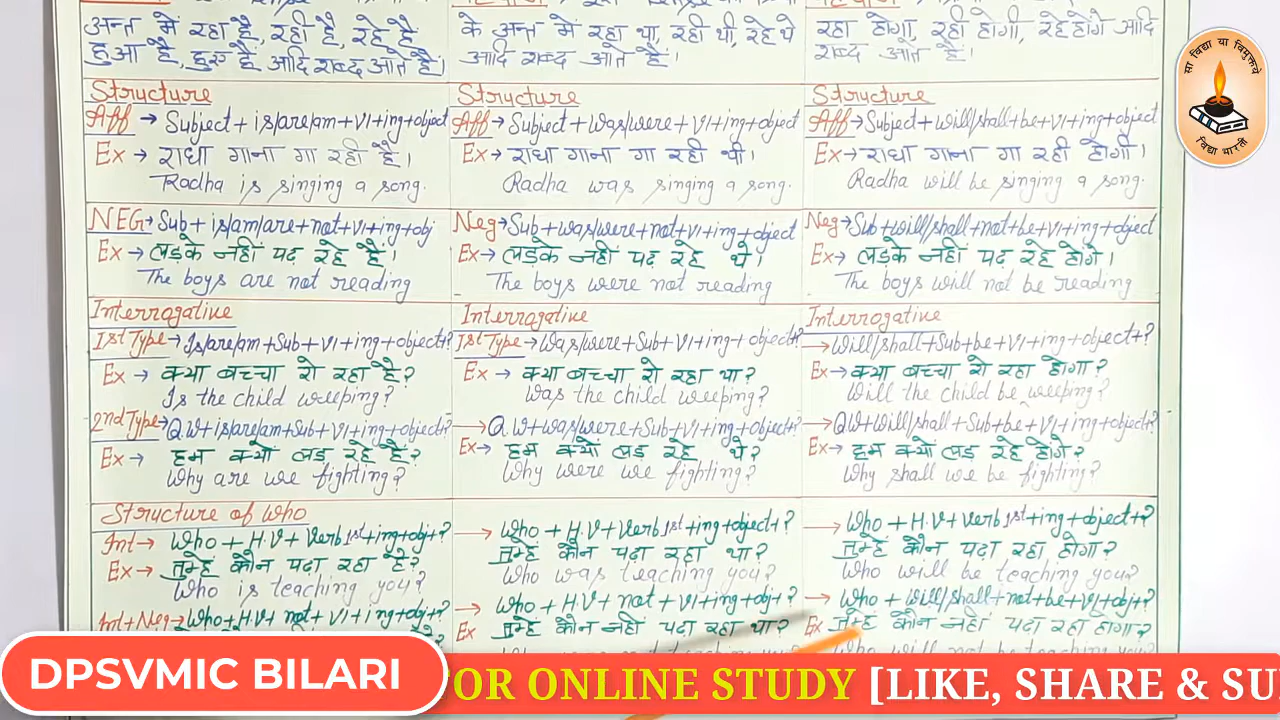 अन्त में रहा है, रही है, रहे है
हुआ है, हुए हैं आदि शब्द आते हैं।
Structure
Aff → Subject + is/are/am + V1 + ing + object
Ex → राधा गाना गा रही है।
Radha is singing a song.
NEG → Sub + is/am/are + not + V1 + ing + obj
Ex → लड़के नहीं पढ़ रहे हैं।
The boys are not reading
Interrogative
Ist Type → Is/are/am + Sub + V1 + ing + object + ?
Ex → क्या बच्चा रो रहा है?
Is the child weeping?
2nd Type → Q.W + is/are/am + Sub + V1 + ing + object + ?
Ex → हम क्यों लड़ रहे हैं?
Why are we fighting?
Structure of who
Int → Who + H.V + Verb 1st + ing + obj + ?
Ex → तुम्हें कौन पढ़ा रहा है?
Who is teaching you?
Int + Neg → Who + H.V not + V1 + ing + obj + ?
के अन्त में रहा था, रही थी, रहे थे
आदि शब्द आते हैं।
Structure
Aff → Subject + was/were + V1 + ing + object
Ex → राधा गाना गा रही थी।
Radha was singing a song.
Neg → Sub + was/were + not + V1 + ing + object
Ex → लड़के नहीं पढ़ रहे थे।
The boys were not reading
Interrogative
Ist Type → Was/were + Sub + V1 + ing + object + ?
Ex → क्या बच्चा रो रहा था?
Was the child weeping?
→ Q.W + was/were + Sub + V1 + ing + object + ?
Ex → हम क्यों लड़ रहे थे?
Why were we fighting?
→ Who + H.V + Verb 1st + ing + object + ?
तुम्हें कौन पढ़ा रहा था?
Who was teaching you?
→ Who + H.V + not + V1 + ing + obj + ?
Ex तुम्हें कौन नहीं पढ़ा रहा था?
रहा होगा, रही होगी, रहे होंगे आदि
शब्द आते हैं।
Structure
Aff → Subject + will/shall + be + V1 + ing + object
Ex → राधा गाना गा रही होगी।
Radha will be singing a song.
Neg → Sub + will/shall + not + be + V1 + ing + object
Ex → लड़के नहीं पढ़ रहे होंगे।
The boys will not be reading
Interrogative
→ Will/shall + Sub + be + V1 + ing + object + ?
Ex → क्या बच्चा रो रहा होगा?
Will the child be weeping?
→ Q.W + will/shall + Sub + be + V1 + ing + object + ?
Ex → हम क्यों लड़ रहे होंगे?
Why shall we be fighting?
→ Who + H.V + Verb 1st + ing + object + ?
तुम्हें कौन पढ़ा रहा होगा?
Who will be teaching you?
→ Who + will/shall + not + be + V1 + obj + ?
Ex तुम्हें कौन नहीं पढ़ा रहा होगा?
Who will not be teaching you?
सा विद्या या विमुक्तये
विद्या भारती
DPSVMIC BILARI
FOR ONLINE STUDY [LIKE, SHARE & SU